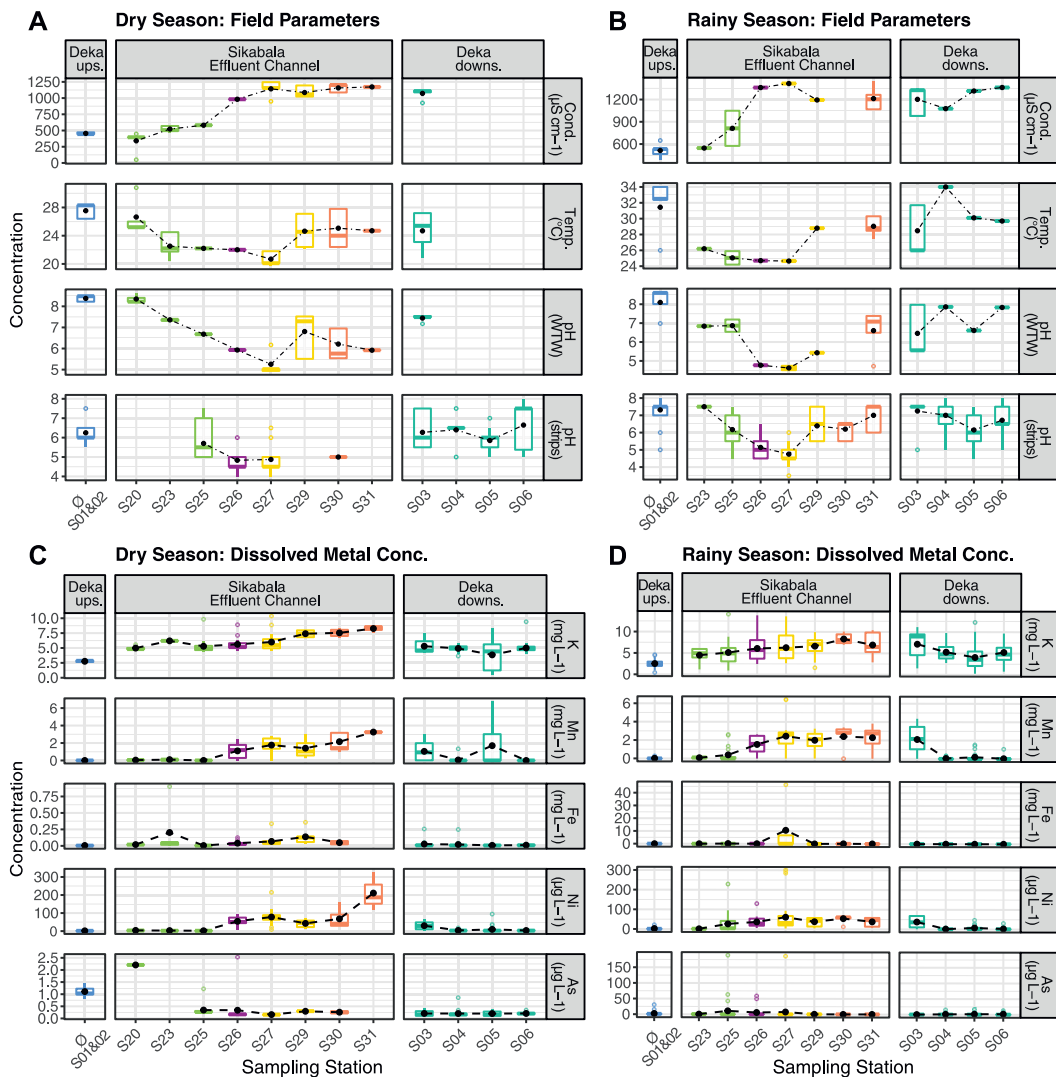 A Dry Season: Field Parameters
Deka
ups.
Sikabala
Effluent Channel
Deka
downs.
1250
1000
750
500
250
0
Cond.
(µS cm−1)
28
24
20
Temp.
(°C)
8
7
6
5
pH
(WTW)
8
7
6
5
4
pH
(strips)
Concentration
Ø S01&02
S20
S23
S25
S26
S27
S29
S30
S31
S03
S04
S05
S06
B Rainy Season: Field Parameters
Deka
ups.
Sikabala
Effluent Channel
Deka
downs.
1200
900
600
Cond.
(µS cm−1)
34
32
30
28
26
24
Temp.
(°C)
8
7
6
5
pH
(WTW)
8
7
6
5
4
pH
(strips)
Ø S01&02
S23
S25
S26
S27
S29
S30
S31
S03
S04
S05
S06
C Dry Season: Dissolved Metal Conc.
Deka
ups.
Sikabala
Effluent Channel
Deka
downs.
10.0
7.5
5.0
2.5
0.0
K
(mg L−1)
6
4
2
0
Mn
(mg L−1)
0.75
0.50
0.25
0.00
Fe
(mg L−1)
300
200
100
0
Ni
(µg L−1)
2.5
2.0
1.5
1.0
0.5
0.0
As
(µg L−1)
Concentration
Ø S01&02
S20
S23
S25
S26
S27
S29
S30
S31
S03
S04
S05
S06
Sampling Station
D Rainy Season: Dissolved Metal Conc.
Deka
ups.
Sikabala
Effluent Channel
Deka
downs.
10
5
0
K
(mg L−1)
6
4
2
0
Mn
(mg L−1)
40
30
20
10
0
Fe
(mg L−1)
300
200
100
0
Ni
(µg L−1)
150
100
50
0
As
(µg L−1)
Ø S01&02
S23
S25
S26
S27
S29
S30
S31
S03
S04
S05
S06
Sampling Station